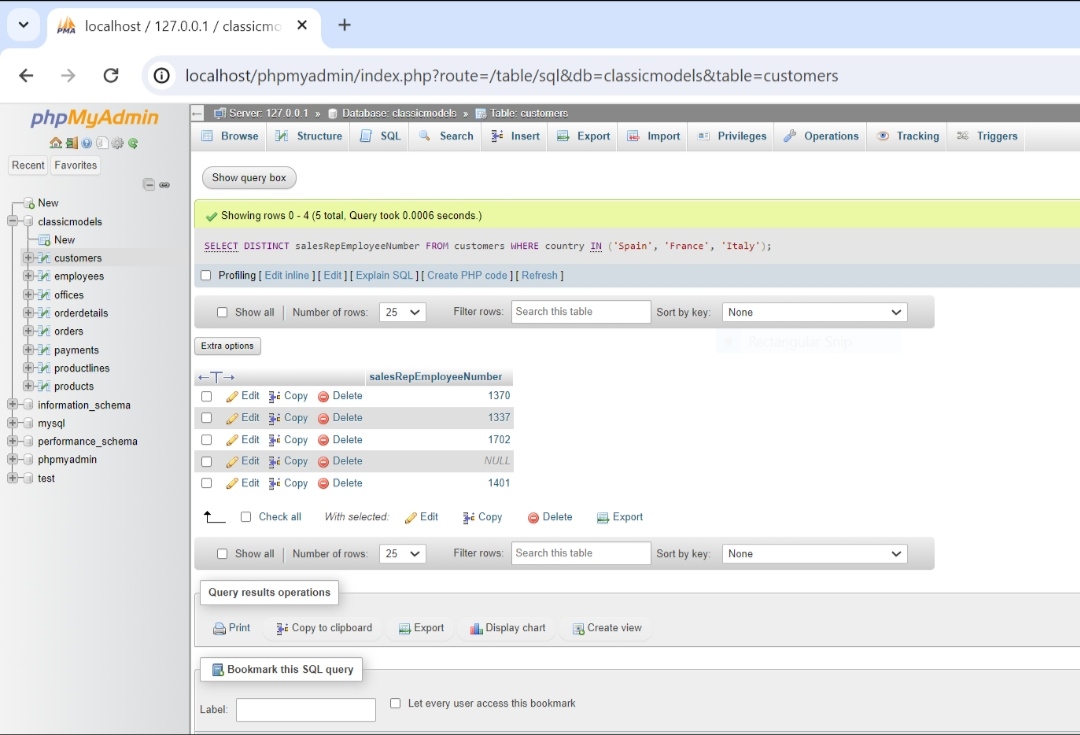 localhost / 127.0.0.1 / classicmo
localhost/phpmyadmin/index.php?route=/table/sql&db=classicmodels&table=customers
phpMyAdmin
Recent Favorites
New
classicmodels
New
customers
employees
offices
orderdetails
orders
payments
productlines
products
information_schema
mysql
performance_schema
phpmyadmin
test
Server: 127.0.0.1 » Database: classicmodels » Table: customers
Browse Structure SQL Search Insert Export Import Privileges Operations Tracking Triggers
Show query box
Showing rows 0 - 4 (5 total, Query took 0.0006 seconds.)
SELECT DISTINCT salesRepEmployeeNumber FROM customers WHERE country IN ('Spain', 'France', 'Italy');
Profiling [ Edit inline ] [ Edit ] [ Explain SQL ] [ Create PHP code ] [ Refresh ]
Show all | Number of rows: 25 Filter rows: Search this table Sort by key: None
Rectangular Snip
Extra options
←T→ salesRepEmployeeNumber
Edit Copy Delete 1370
Edit Copy Delete 1337
Edit Copy Delete 1702
Edit Copy Delete NULL
Edit Copy Delete 1401
Check all With selected: Edit Copy Delete Export
Show all | Number of rows: 25 Filter rows: Search this table Sort by key: None
Query results operations
Print Copy to clipboard Export Display chart Create view
Bookmark this SQL query
Label: Let every user access this bookmark